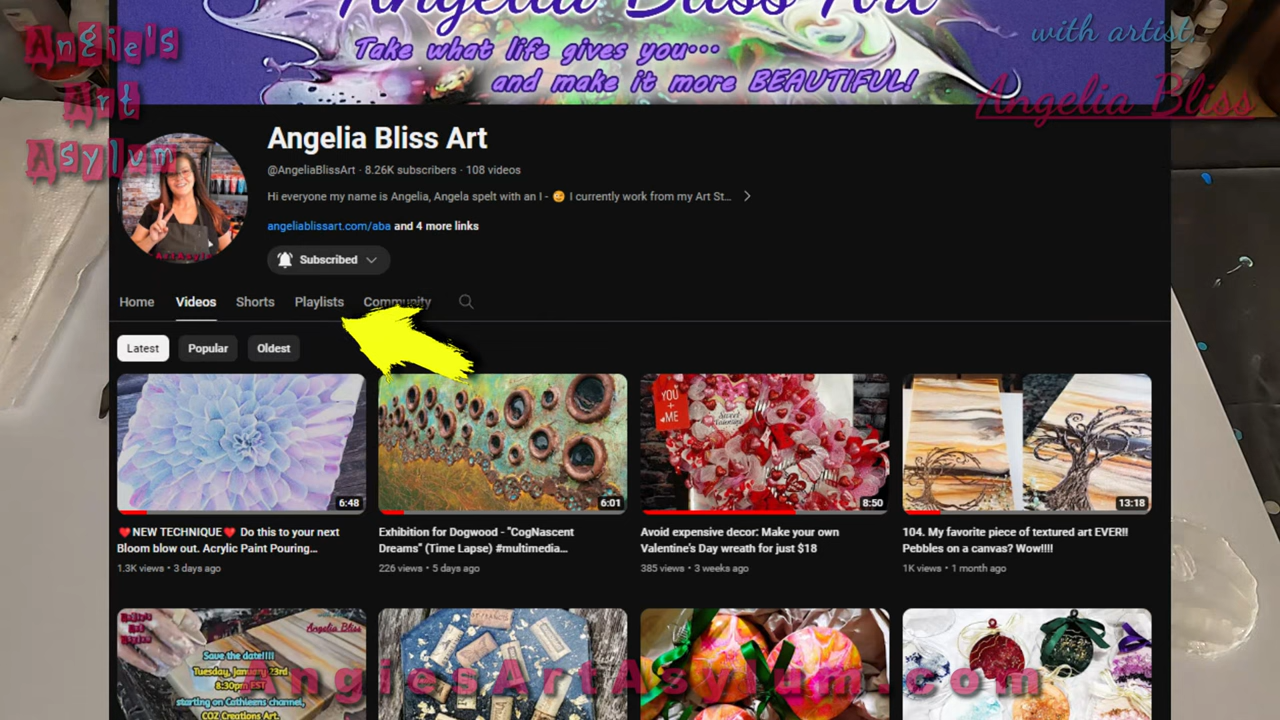 Angelia Bliss Art
Take what life gives you...
and make it more BEAUTIFUL!
with artist,
Angelia Bliss
Angie's
Art
Asylum
Angelia Bliss Art
@AngeliaBlissArt · 8.26K subscribers · 108 videos
Hi everyone my name is Angelia, Angela spelt with an I - 😊 I currently work from my Art St...
angeliablissart.com/aba and 4 more links
Subscribed
Home Videos Shorts Playlists Community
Latest Popular Oldest
YOU
+
ME
6:48
6:01
8:50
13:18
❤️NEW TECHNIQUE❤️ Do this to your next
Bloom blow out. Acrylic Paint Pouring...
1.3K views · 3 days ago
Exhibition for Dogwood - "CogNascent
Dreams" (Time Lapse) #multimedia...
226 views · 5 days ago
Avoid expensive decor: Make your own
Valentine's Day wreath for just $18
385 views · 3 weeks ago
104. My favorite piece of textured art EVER!!
Pebbles on a canvas? Wow!!!!
1K views · 1 month ago
Angie's
Art
Asylum
Angelia Bliss
Save the date!!!!
Tuesday, january 23rd
8:30pm EST
starting on Cathleens channel,
COZ Creations Art.
AngiesArtAsylum.com